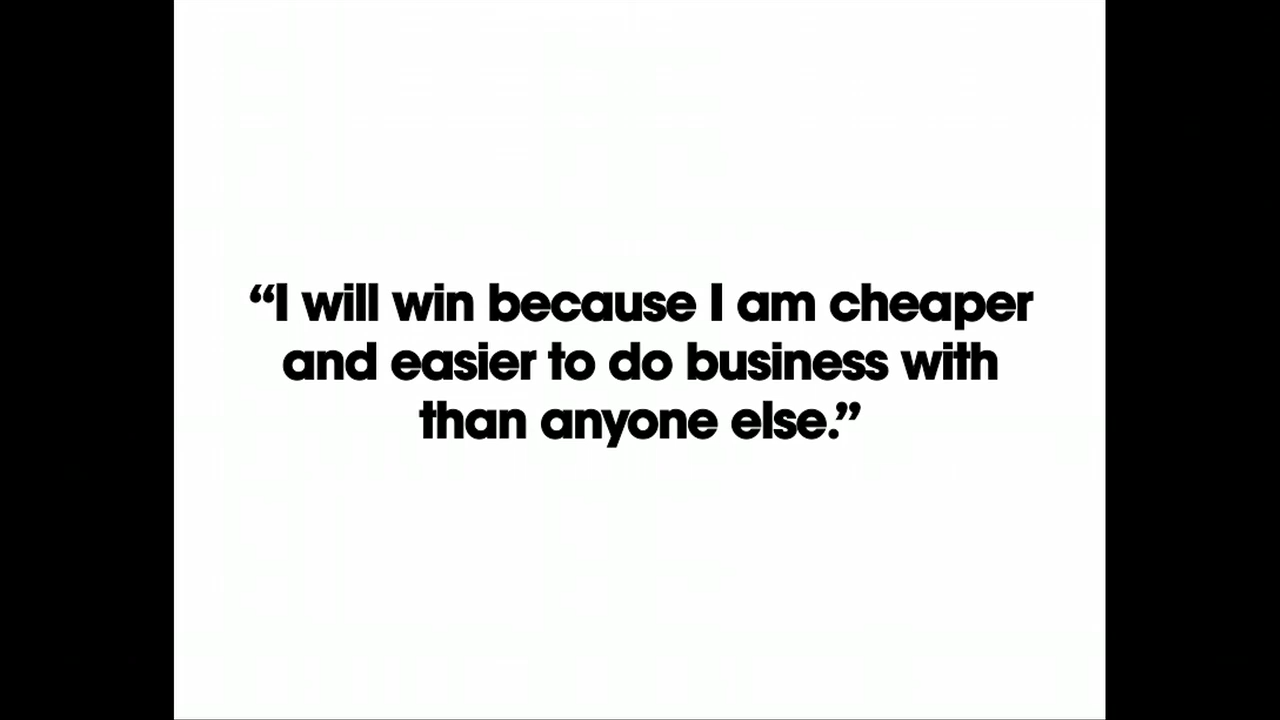 “I will win because I am cheaper
and easier to do business with
than anyone else.”